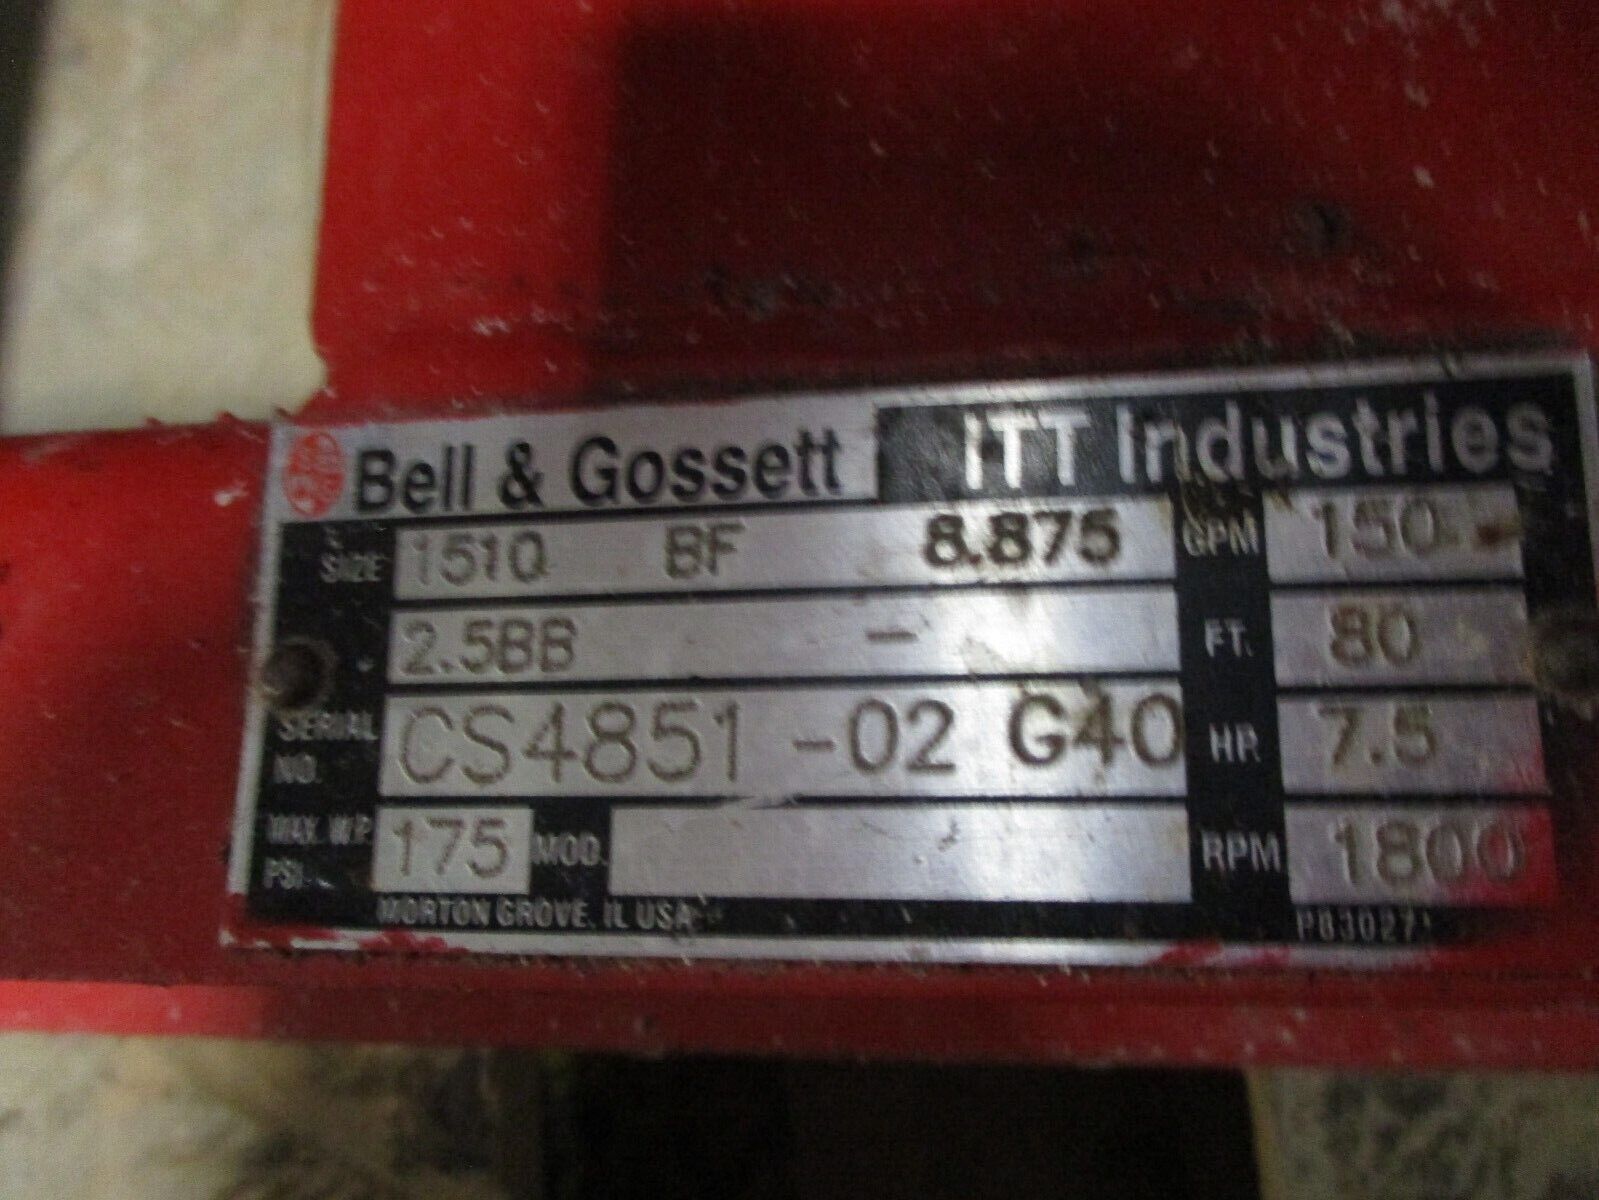 Bell & Gossett ITT Industries
SIZE 1510 BF - 8.875 GPM 150
2.5BB - FT. 80
SERIAL NO. CS4851 -02 G40 HP. 7.5
MAX. W.P. PSI 175 MOD. RPM 1800
MORTON GROVE, IL USA